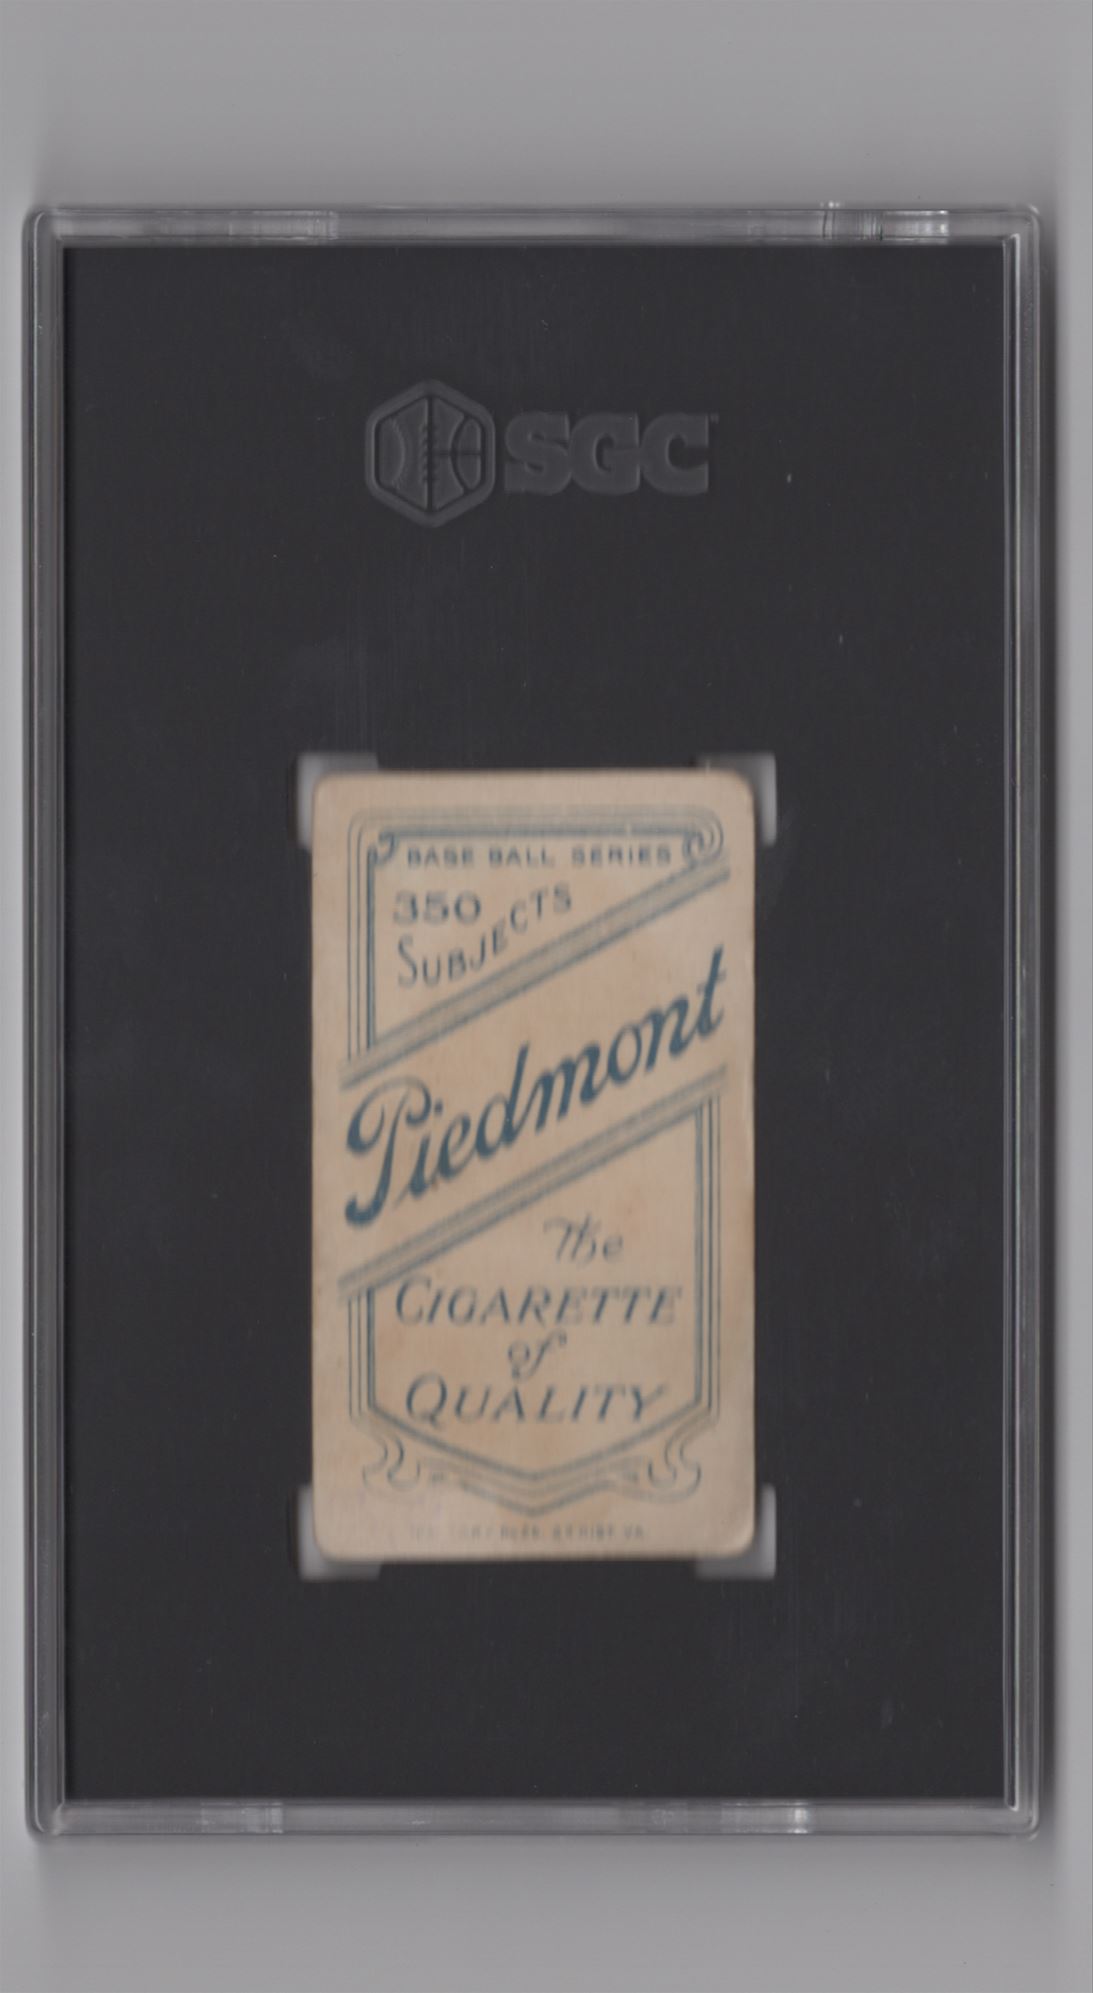 SGC
BASE BALL SERIES
350
SUBJECTS
Piedmont
The
CIGARETTE
of
QUALITY